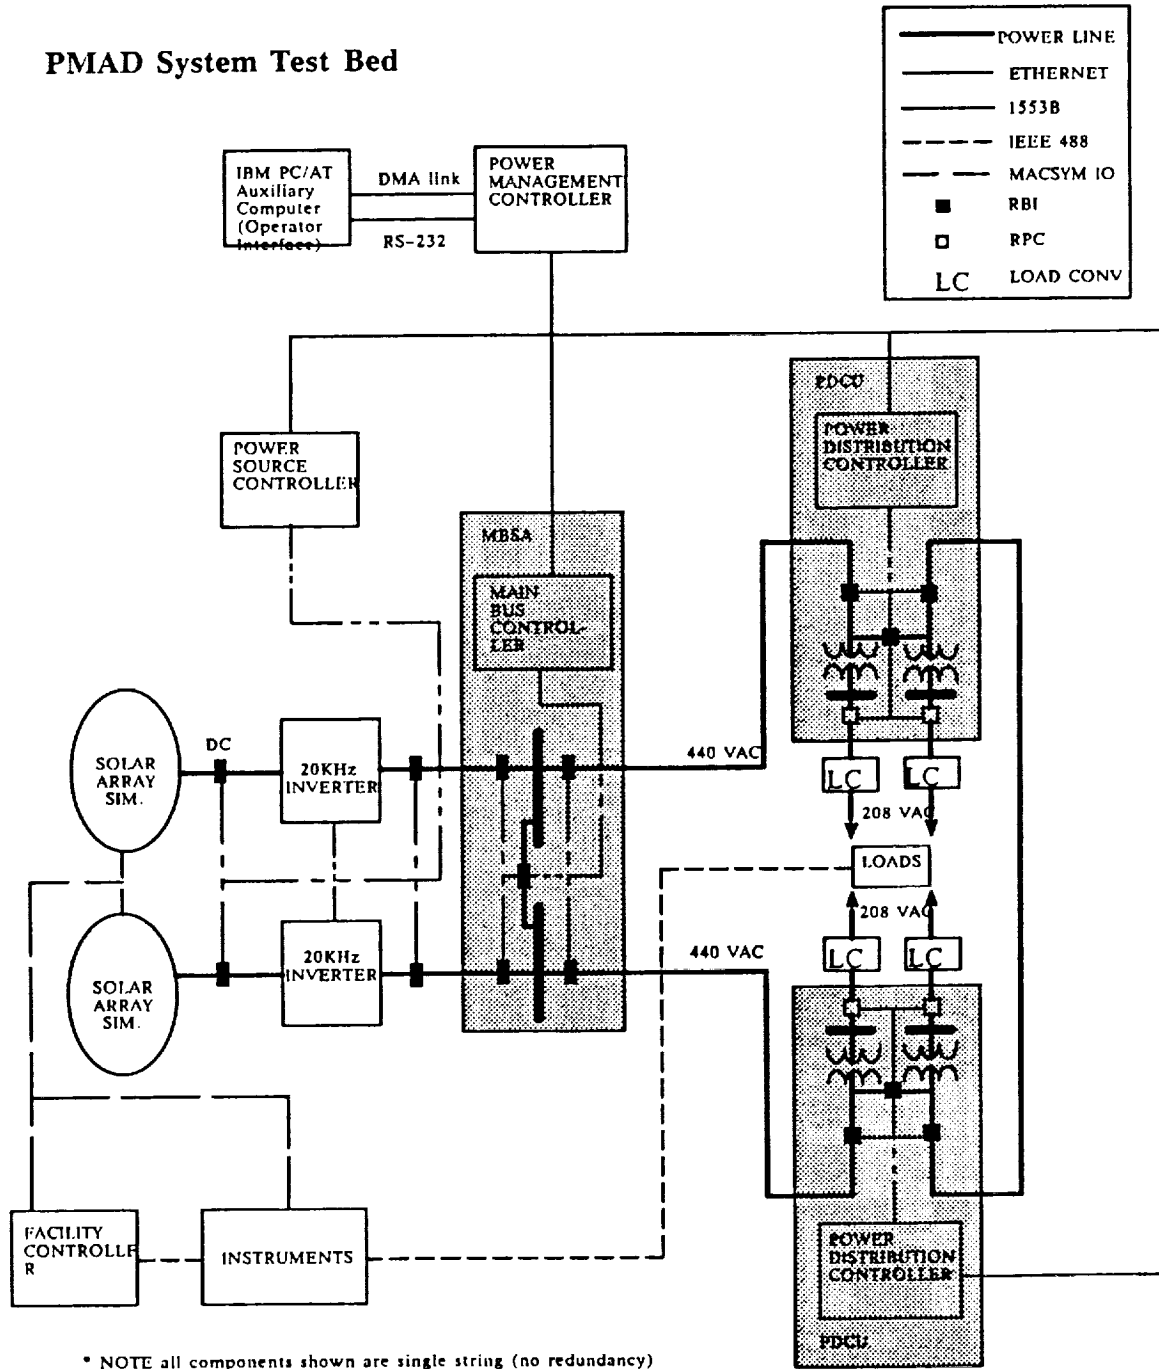 PMAD System Test Bed
POWER LINE
ETHERNET
1553B
IEEE 488
MACSYM IO
RBI
RPC
LC LOAD CONV
IBM PC/AT
Auxiliary
Computer
(Operator
Interface)
DMA link
RS-232
POWER
MANAGEMENT
CONTROLLER
POWER
SOURCE
CONTROLLER
PDCU
POWER
DISTRIBUTION
CONTROLLER
MBSA
MAIN
BUS
CONTROL-
LER
SOLAR
ARRAY
SIM.
DC
20KHz
INVERTER
440 VAC
LC
LC
208 VAC
LOADS
208 VAC
LC
LC
SOLAR
ARRAY
SIM.
20KHz
INVERTER
440 VAC
FACILITY
CONTROLLE
R
INSTRUMENTS
POWER
DISTRIBUTION
CONTROLLER
PDCU
* NOTE all components shown are single string (no redundancy)